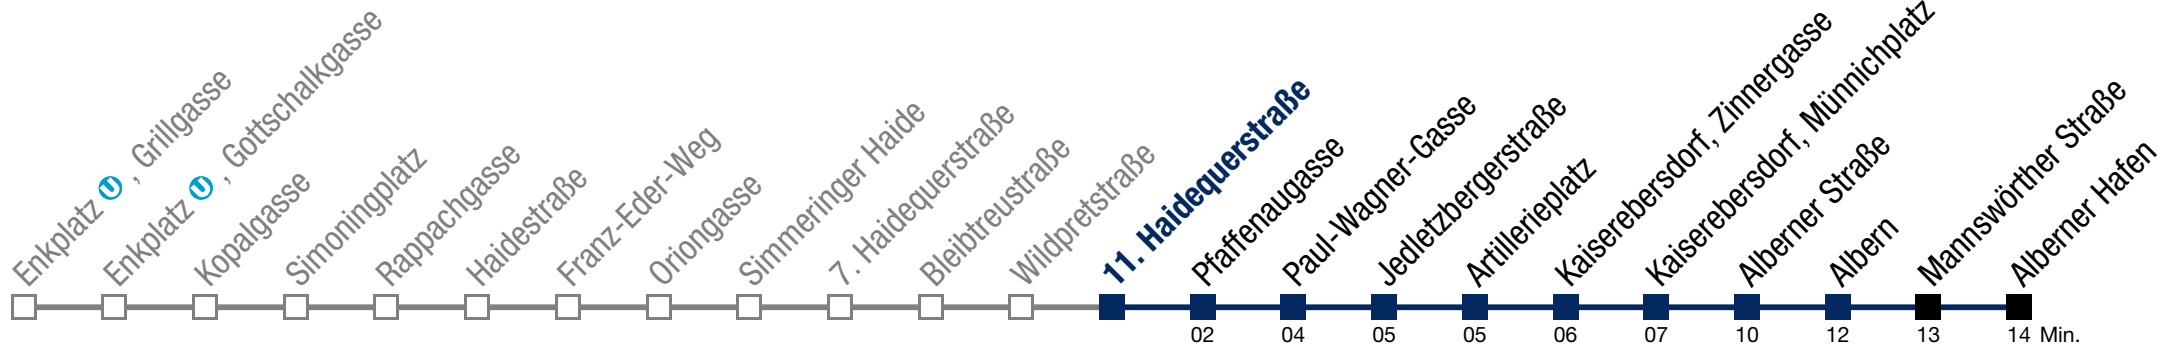 Enkplatz U, Grillgasse
Enkplatz U, Gottschalkgasse
Kopalgasse
Simoningplatz
Rappachgasse
Haidestraße
Franz-Eder-Weg
Oriongasse
Simmeringer Haide
7. Haidequerstraße
Bleibtreustraße
Wildpretstraße
11. Haidequerstraße
Pfaffenaugasse
Paul-Wagner-Gasse
Jedletzbergerstraße
Artillerieplatz
Kaiserebersdorf, Zinnergasse
Kaiserebersdorf, Münnichplatz
Alberner Straße
Albern
Mannswörther Straße
Alberner Hafen
02 04 05 05 06 07 10 12 13 14 Min.